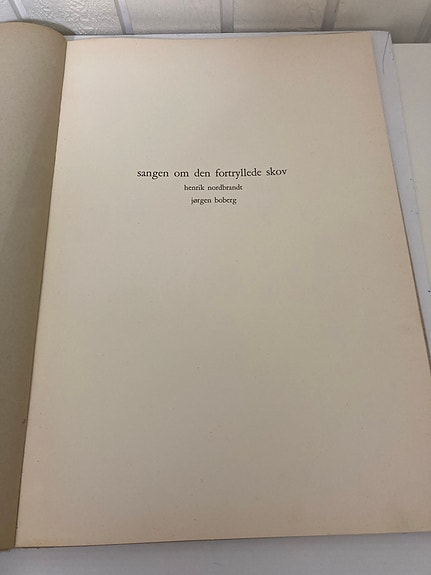 sangen om den fortryllede skov
henrik nordbrandt
jørgen boberg